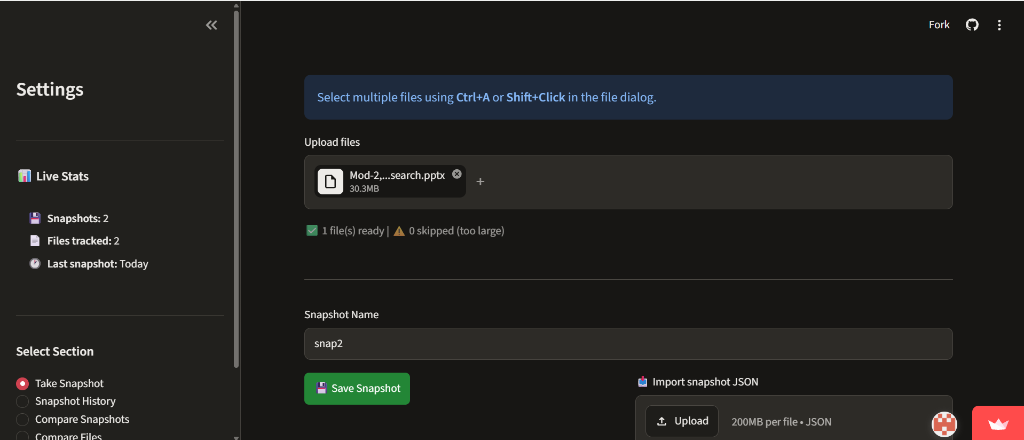 Fork
Settings
Live Stats
Snapshots: 2
Files tracked: 2
Last snapshot: Today
Select Section
Take Snapshot
Snapshot History
Compare Snapshots
Compare Files
Select multiple files using Ctrl+A or Shift+Click in the file dialog.
Upload files
Mod-2,...search.pptx
30.3MB
1 file(s) ready | 0 skipped (too large)
Snapshot Name
snap2
Save Snapshot
Import snapshot JSON
Upload
200MB per file • JSON